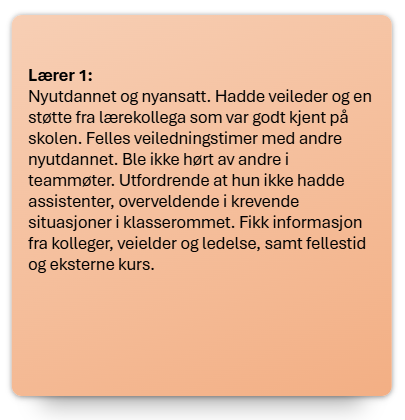 Lærer 1:
Nyutdannet og nyansatt. Hadde veileder og en
støtte fra lærekollega som var godt kjent på
skolen. Felles veiledningstimer med andre
nyutdannet. Ble ikke hørt av andre i
teammøter. Utfordrende at hun ikke hadde
assistenter, overveldende i krevende
situasjoner i klasserommet. Fikk informasjon
fra kolleger, veielder og ledelse, samt fellestid
og eksterne kurs.